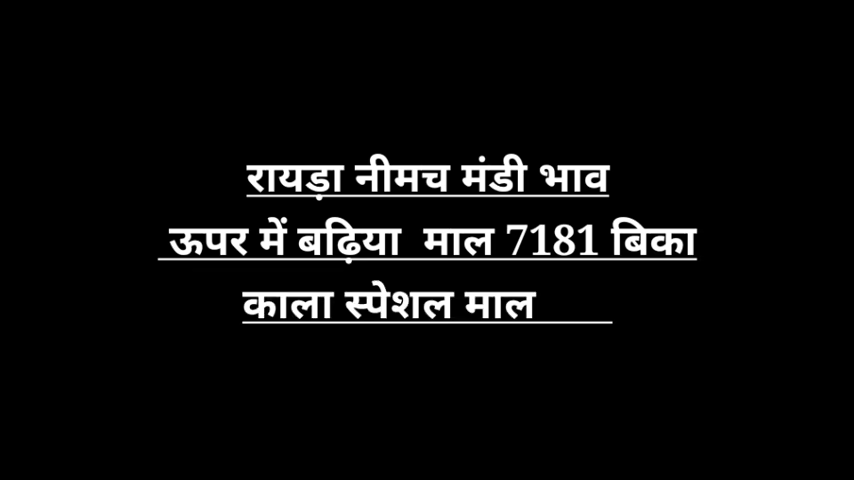 रायड़ा नीमच मंडी भाव
ऊपर में बढ़िया माल 7181 बिका
काला स्पेशल माल